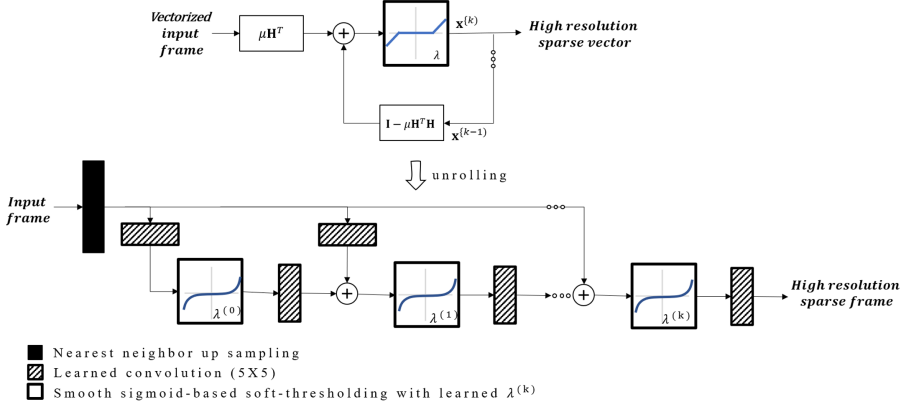 Vectorized
input
frame
μH^T
+
λ
x^{k)
High resolution
sparse vector
I − μH^T H
x^{k−1)
unrolling
Input
frame
λ^(0)
+
λ^(1)
+
λ^(k)
High resolution
sparse frame
Nearest neighbor up sampling
Learned convolution (5X5)
Smooth sigmoid-based soft-thresholding with learned λ^(k)